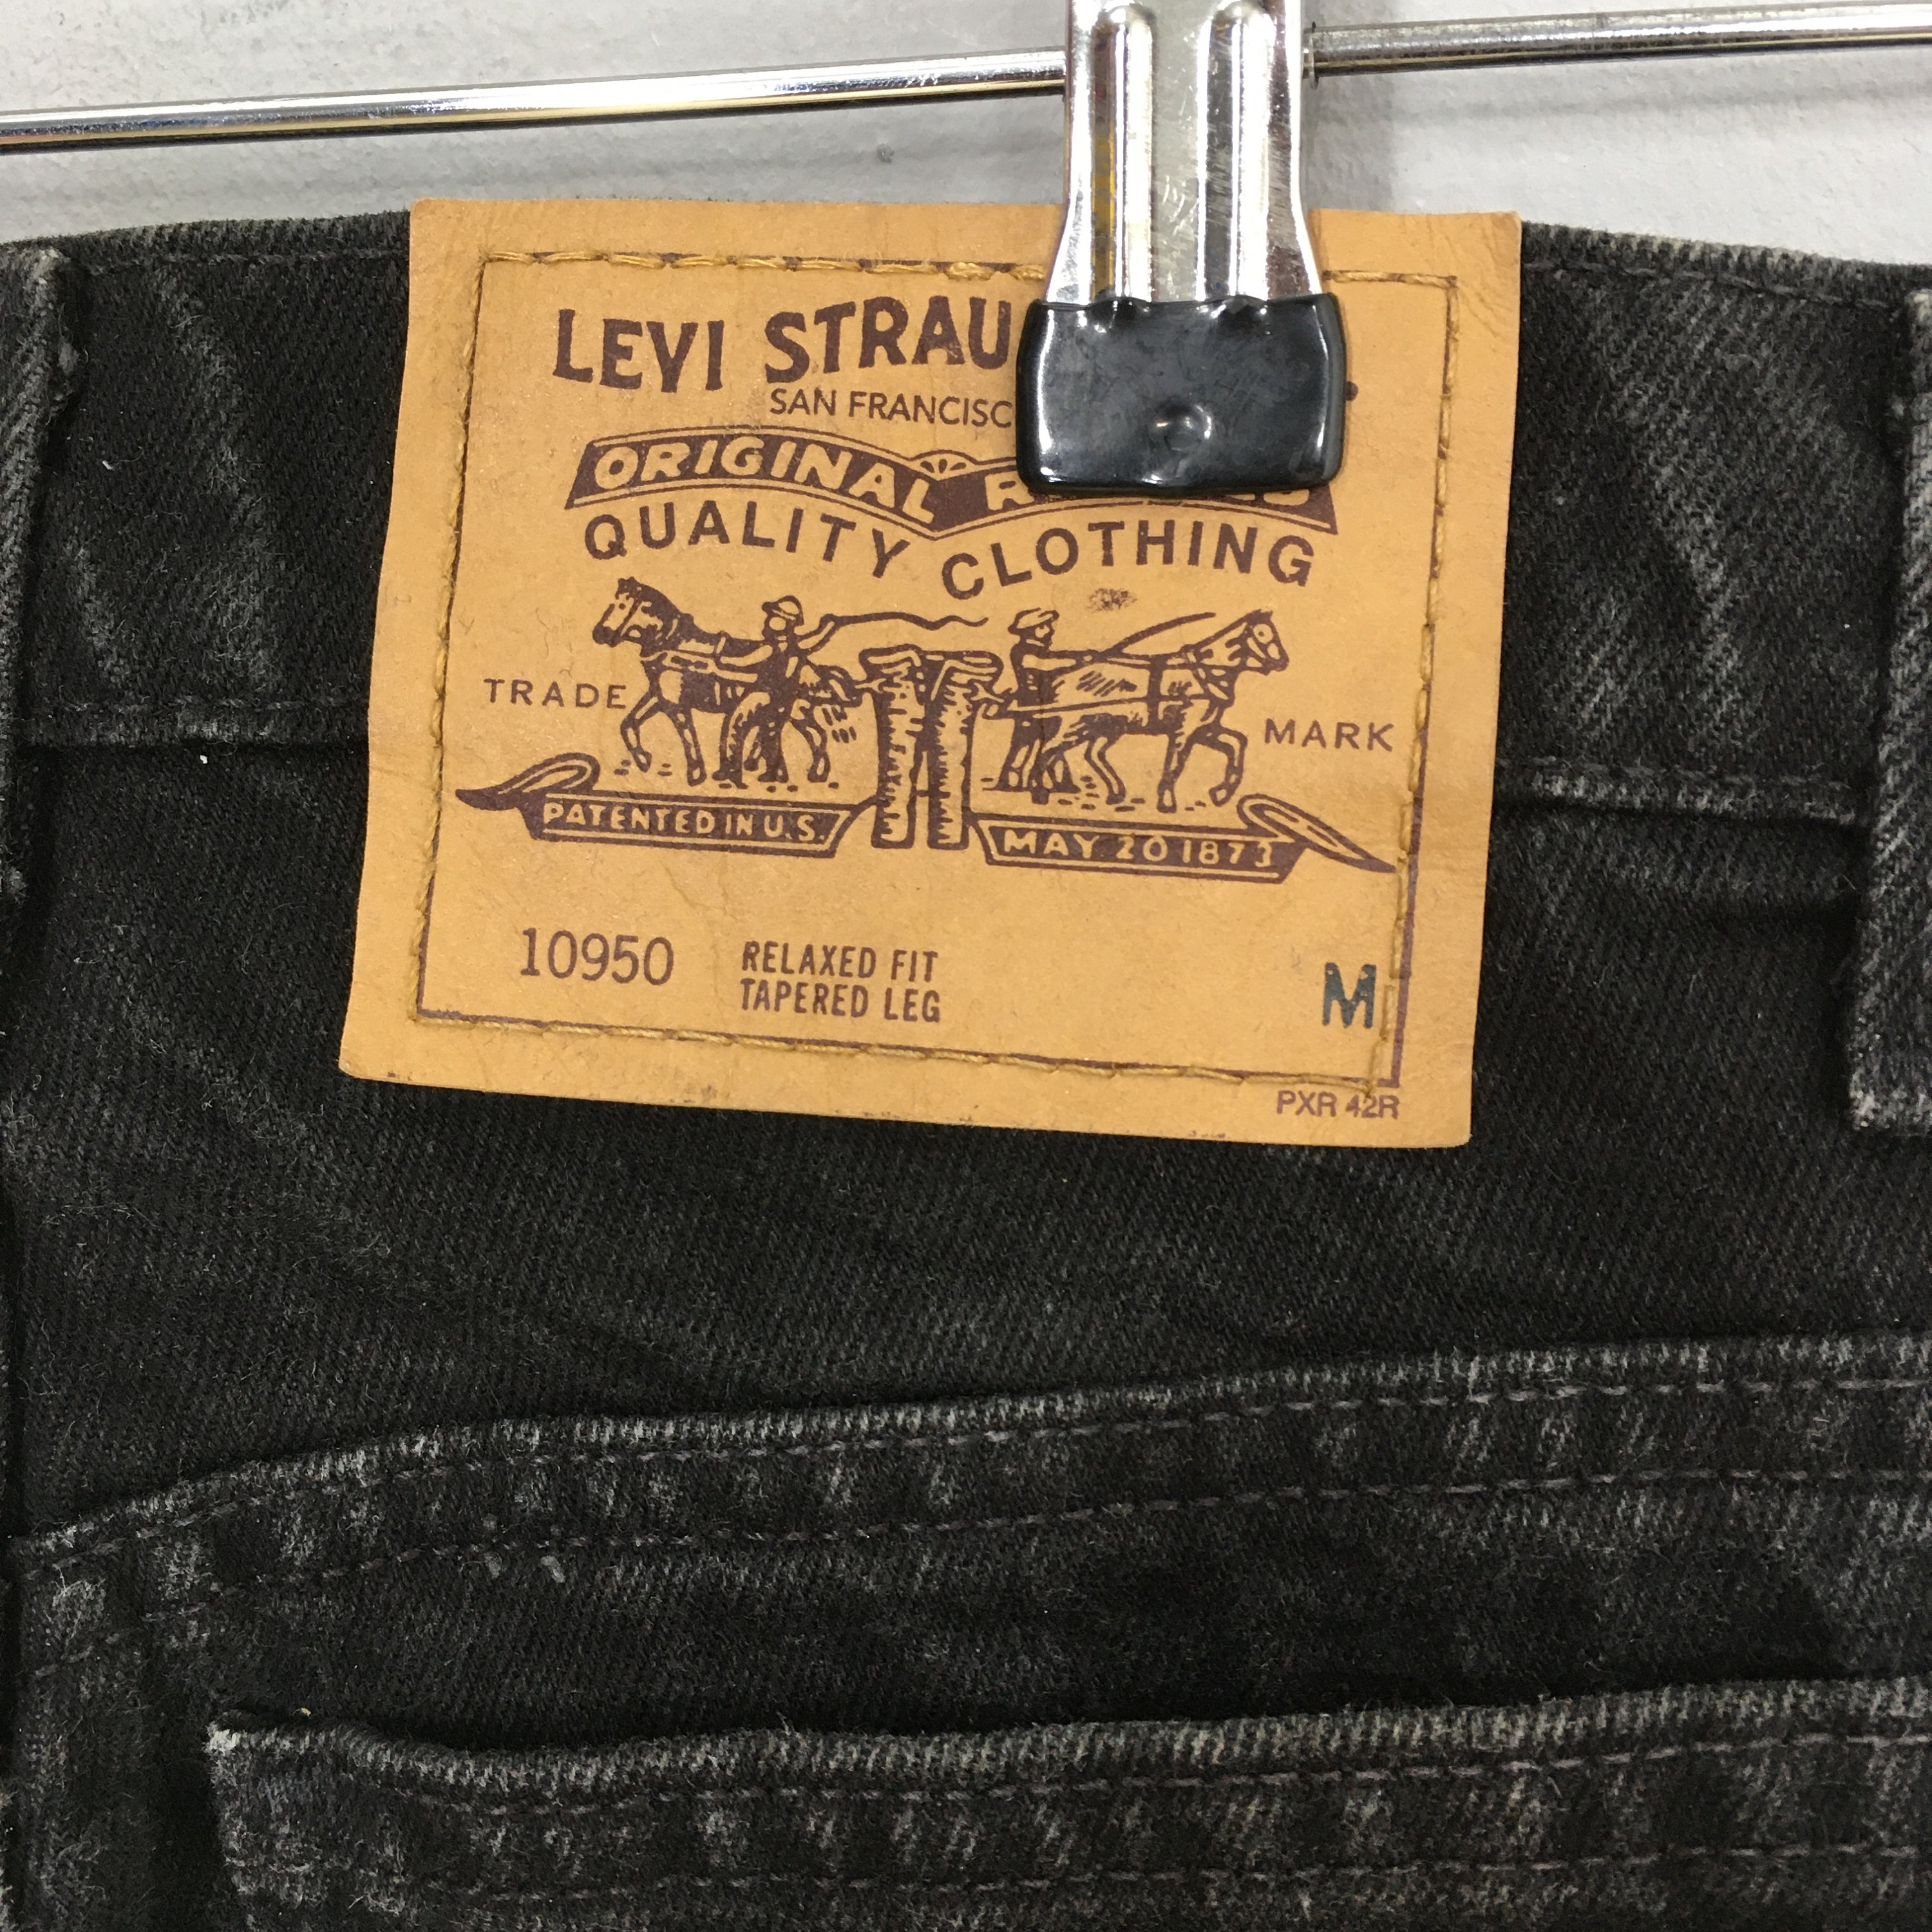 LEVI STRAU
SAN FRANCISC
ORIGINAL
QUALITY CLOTHING
TRADE MARK
PATENTED IN U.S. MAY 20 1873
10950 RELAXED FIT M
TAPERED LEG
PXR 42R